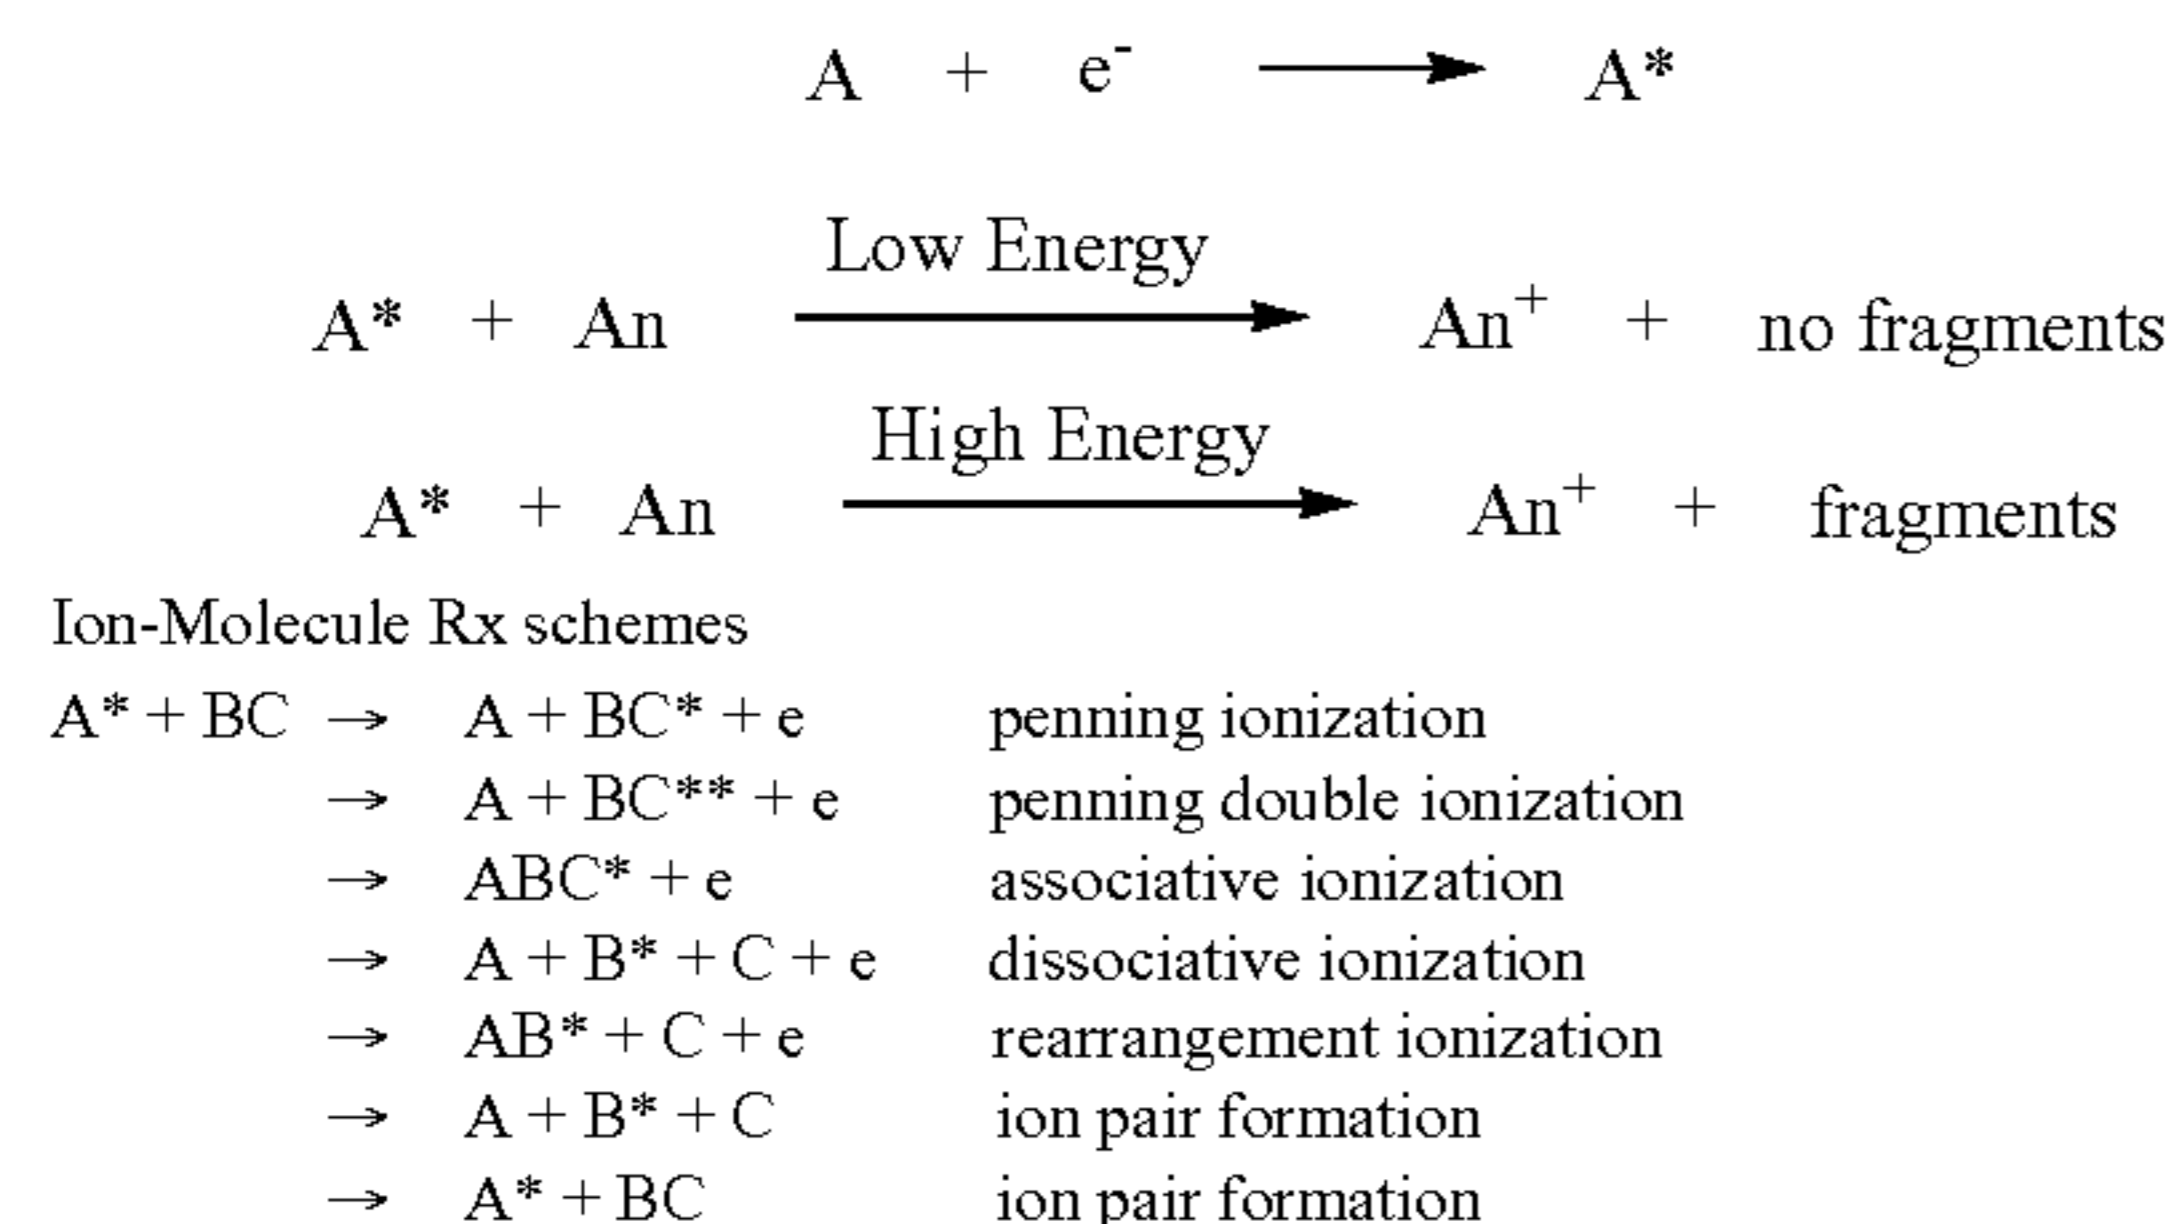 A + e⁻ → A*
Low Energy
A* + An → An⁺ + no fragments
High Energy
A* + An → An⁺ + fragments
Ion-Molecule Rx schemes
A* + BC → A + BC* + e penning ionization
→ A + BC** + e penning double ionization
→ ABC* + e associative ionization
→ A + B* + C + e dissociative ionization
→ AB* + C + e rearrangement ionization
→ A + B* + C ion pair formation
→ A* + BC ion pair formation